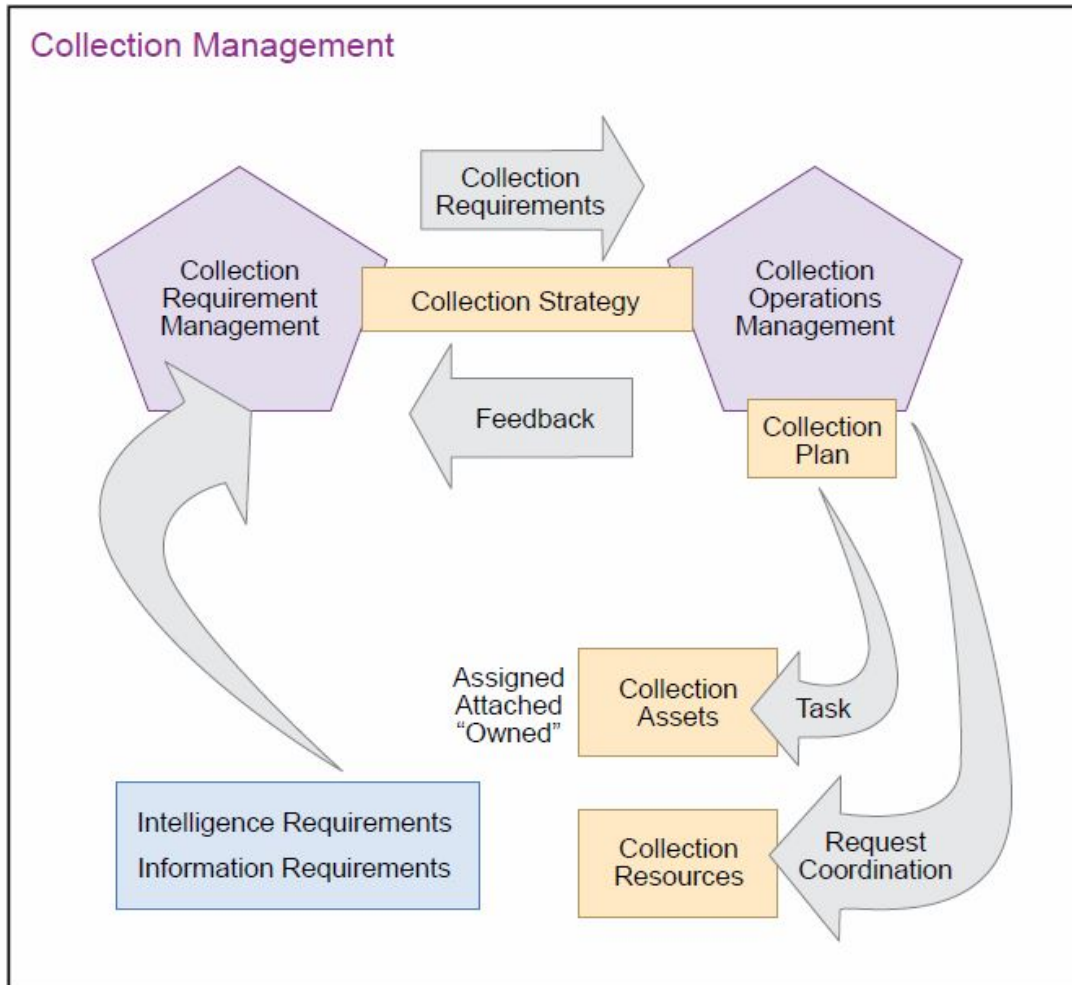 Collection Management
Collection
Requirements
Collection
Requirement
Management
Collection Strategy
Collection
Operations
Management
Feedback
Collection
Plan
Assigned
Attached
“Owned”
Collection
Assets
Task
Intelligence Requirements
Information Requirements
Collection
Resources
Request
Coordination